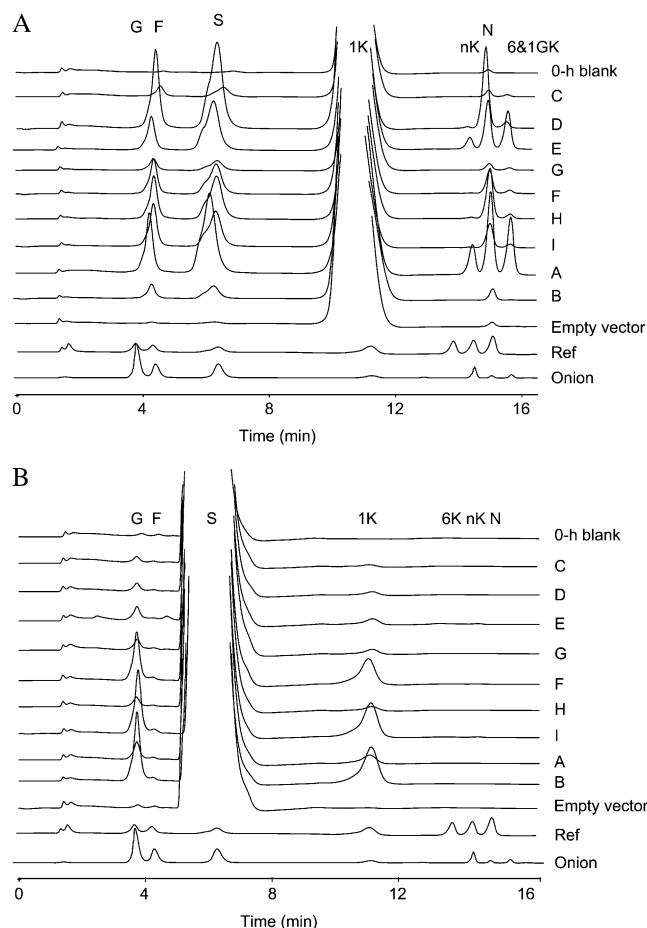 A
G F S 1K nK N 6&1GK
0-h blank
C
D
E
G
F
H
I
A
B
Empty vector
Ref
Onion
0 4 8 12 16
Time (min)
B
G F S 1K 6K nK N
0-h blank
C
D
E
G
F
H
I
A
B
Empty vector
Ref
Onion
0 4 8 12 16
Time (min)